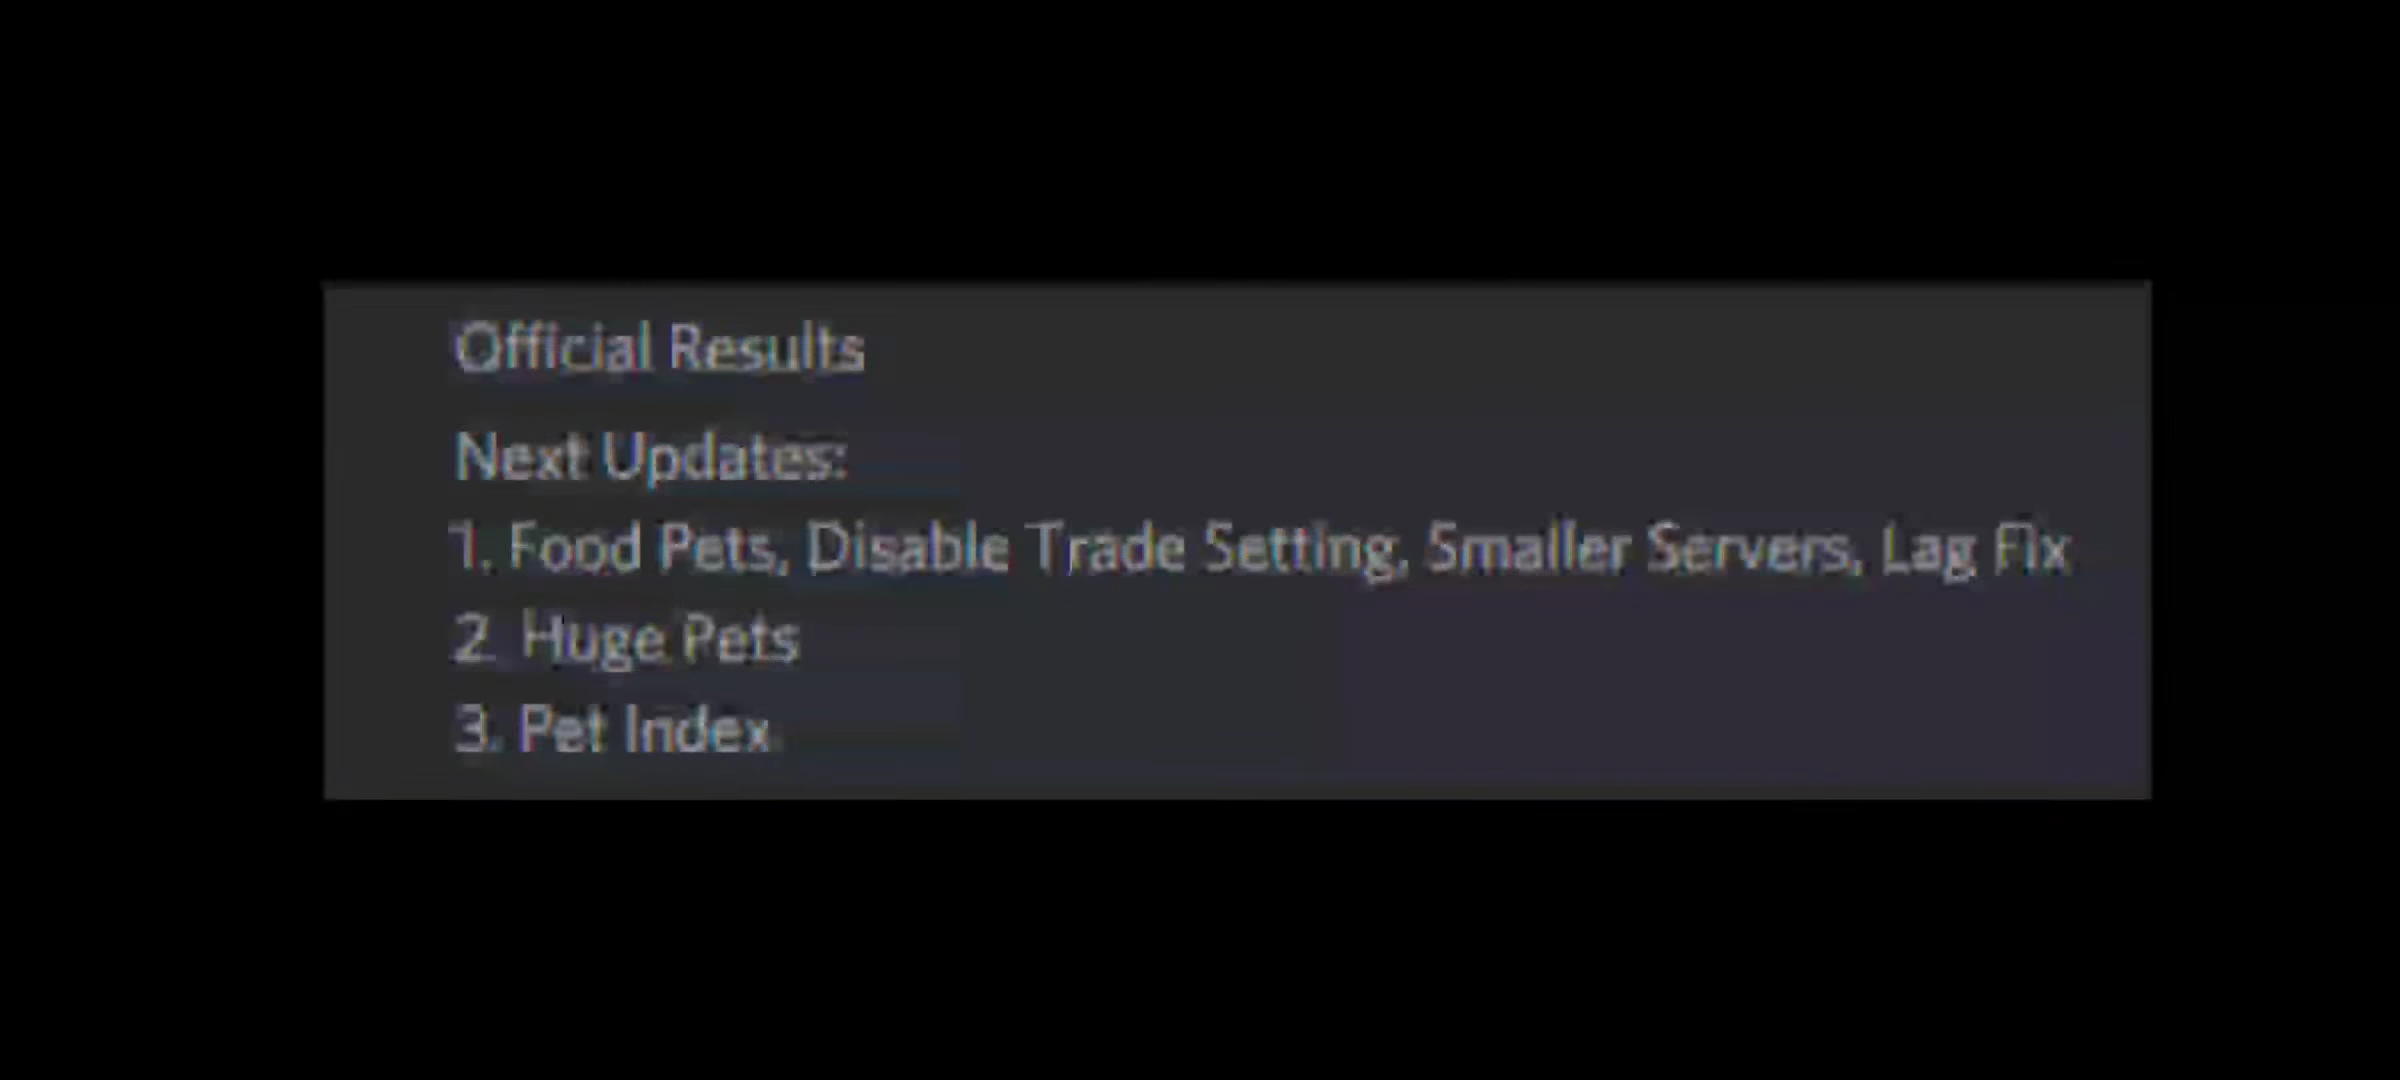 Official Results
Next Updates:
1. Food Pets, Disable Trade Setting, Smaller Servers, Lag Fix
2. Huge Pets
3. Pet Index